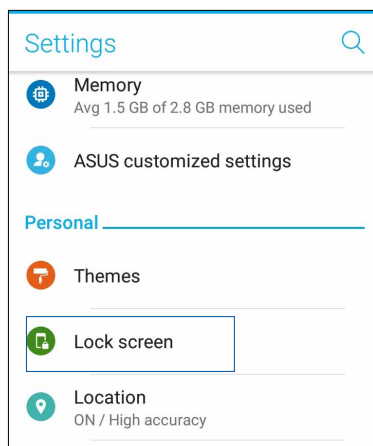 Settings
Memory
Avg 1.5 GB of 2.8 GB memory used
ASUS customized settings
Personal
Themes
Lock screen
Location
ON / High accuracy